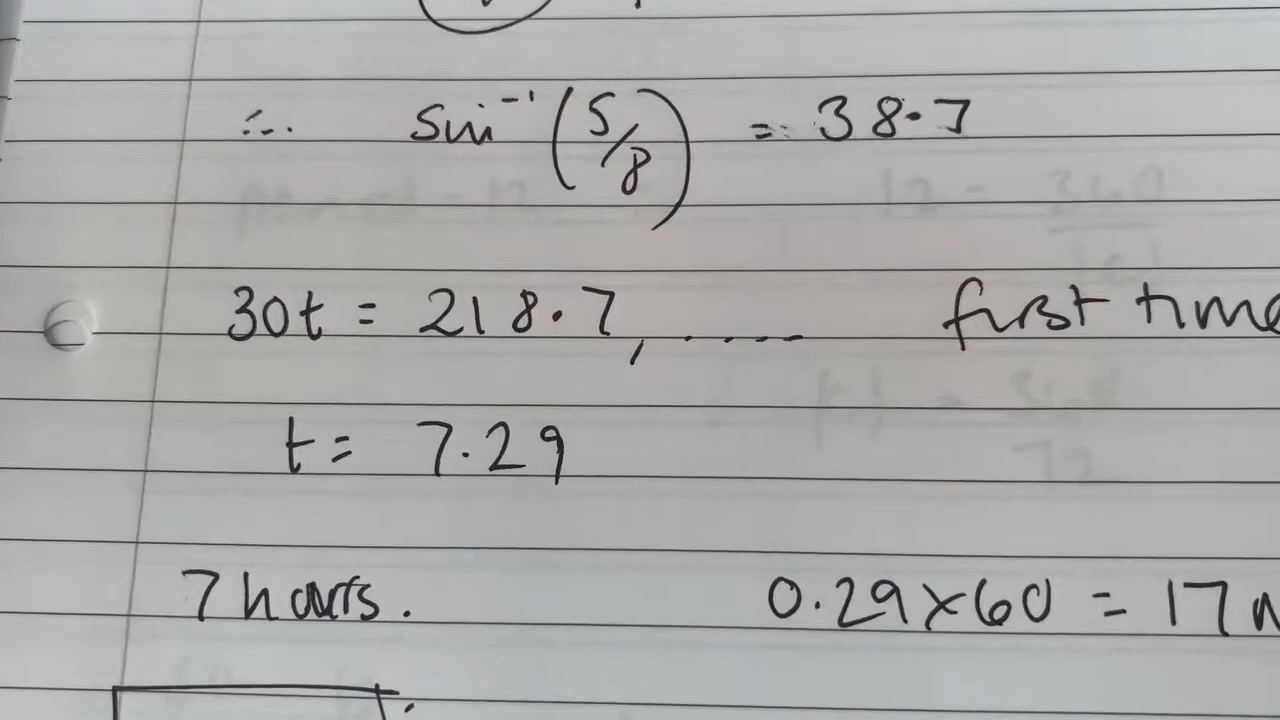 ∴ sin⁻¹(5/8) = 38.7
30t = 218.7, ..... first time
t = 7.29
7 hours. 0.29×60 = 17